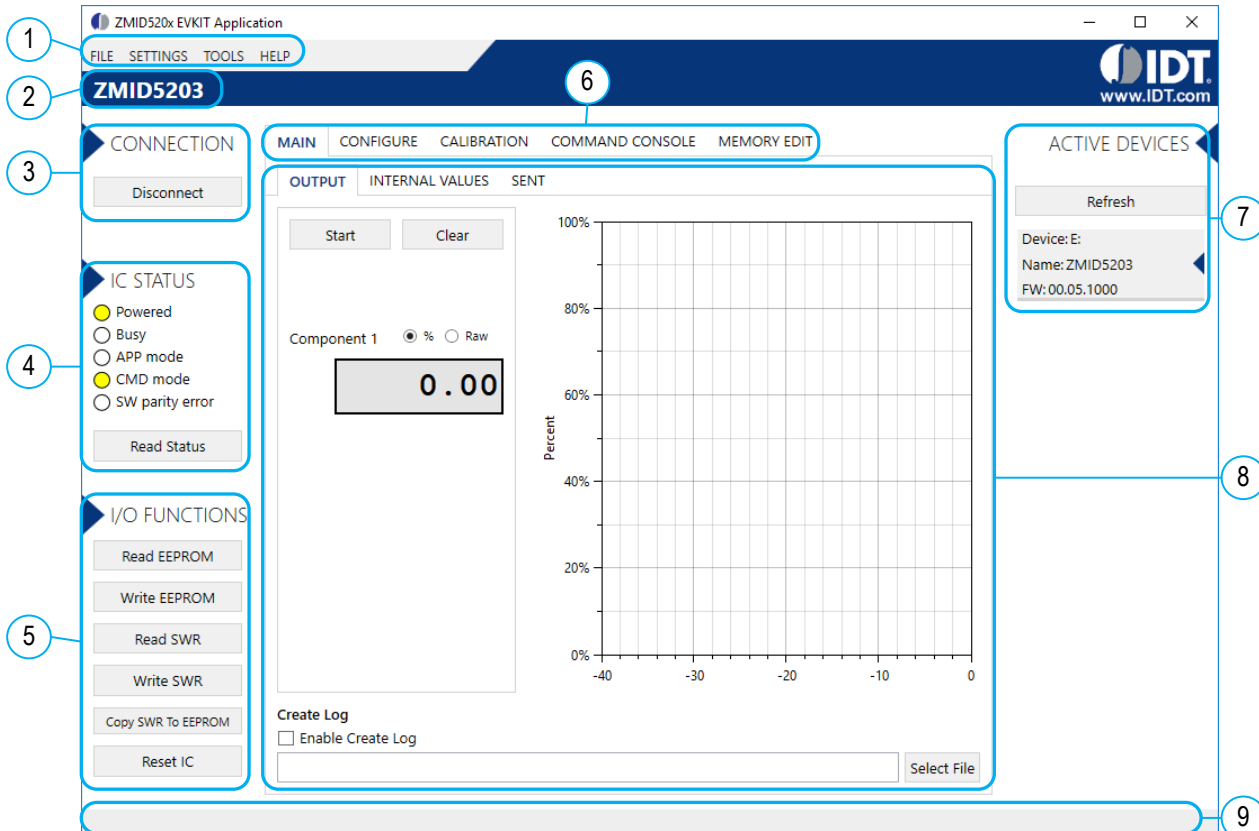 ZMID520x EVKIT Application
1
FILE SETTINGS TOOLS HELP
IDT.
www.IDT.com
2
ZMID5203
6
3
CONNECTION
Disconnect
MAIN CONFIGURE CALIBRATION COMMAND CONSOLE MEMORY EDIT
ACTIVE DEVICES
Refresh
7
Device: E:
Name: ZMID5203
FW: 00.05.1000
4
IC STATUS
Powered
Busy
APP mode
CMD mode
SW parity error
Read Status
5
I/O FUNCTIONS
Read EEPROM
Write EEPROM
Read SWR
Write SWR
Copy SWR To EEPROM
Reset IC
OUTPUT INTERNAL VALUES SENT
Start Clear
Component 1 % Raw
0.00
Percent
100%
80%
60%
40%
20%
0%
-40 -30 -20 -10 0
8
Create Log
Enable Create Log
Select File
9